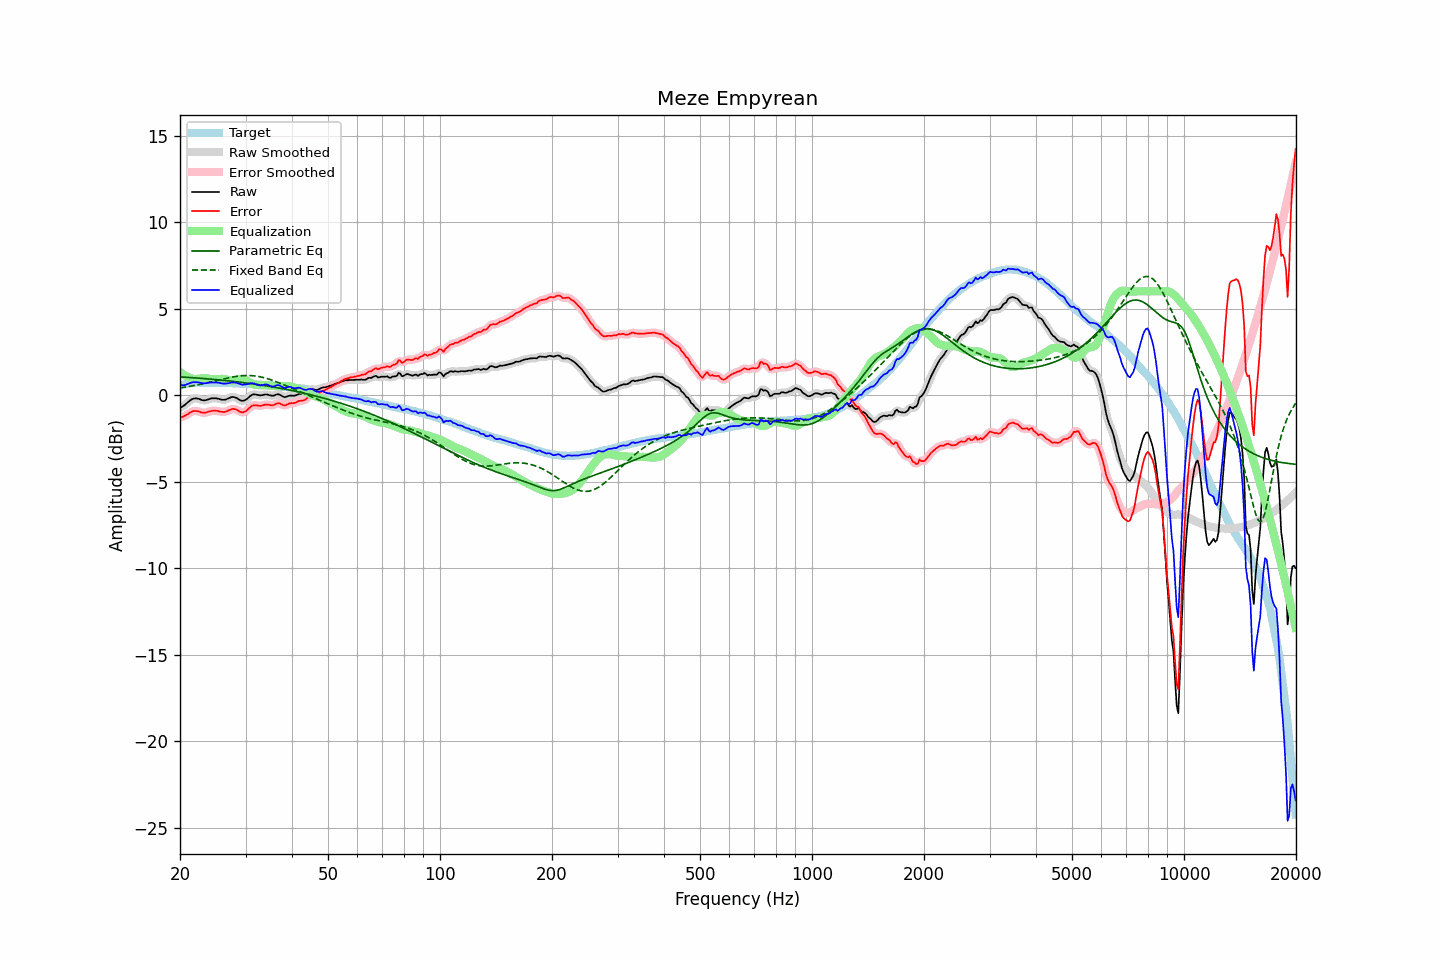 Meze Empyrean
Target
Raw Smoothed
Error Smoothed
Raw
Error
Equalization
Parametric Eq
Fixed Band Eq
Equalized
15
10
5
0
−5
−10
−15
−20
−25
Amplitude (dBr)
20 50 100 200 500 1000 2000 5000 10000 20000
Frequency (Hz)